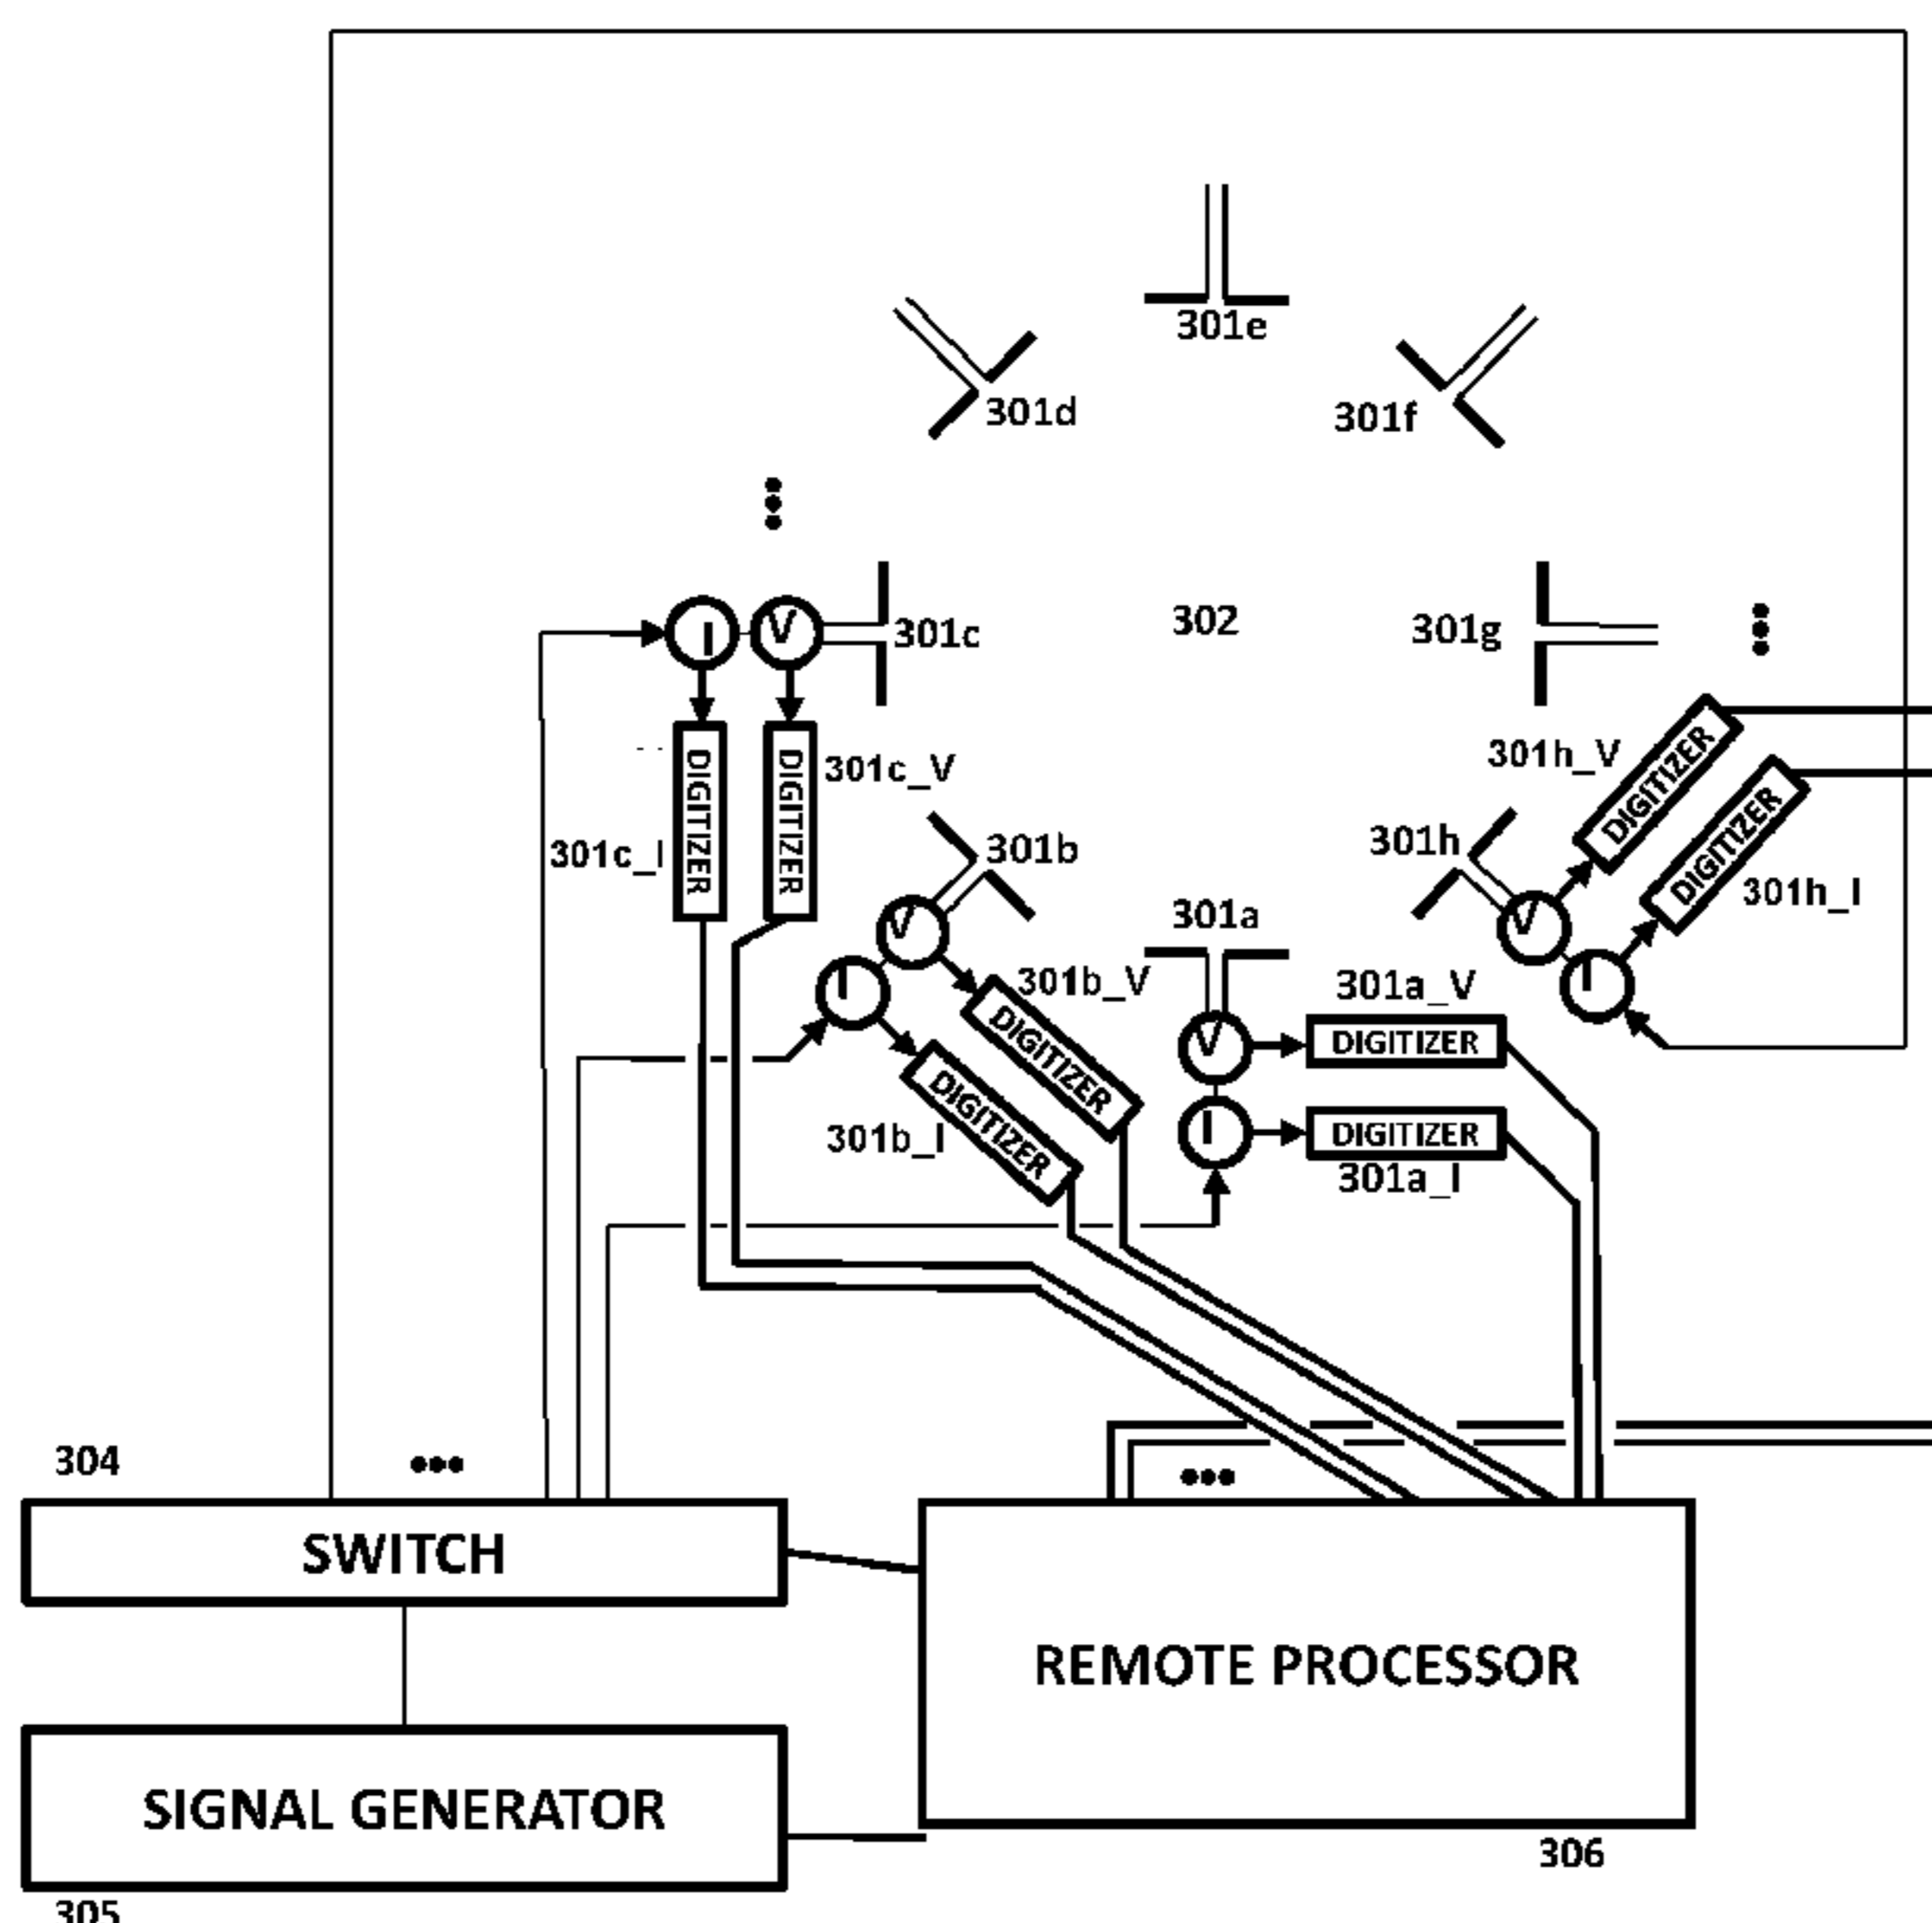 301e
301d
301f
302
301c
301g
I
V
301h_V
DIGITIZER
301c_V
DIGITIZER
DIGITIZER
DIGITIZER
301h
301b
301c_I
301h_I
301a
V
V
301b_V
301a_V
I
I
DIGITIZER
V
DIGITIZER
DIGITIZER
I
DIGITIZER
301b_I
301a_I
304
SWITCH
REMOTE PROCESSOR
SIGNAL GENERATOR
306
305